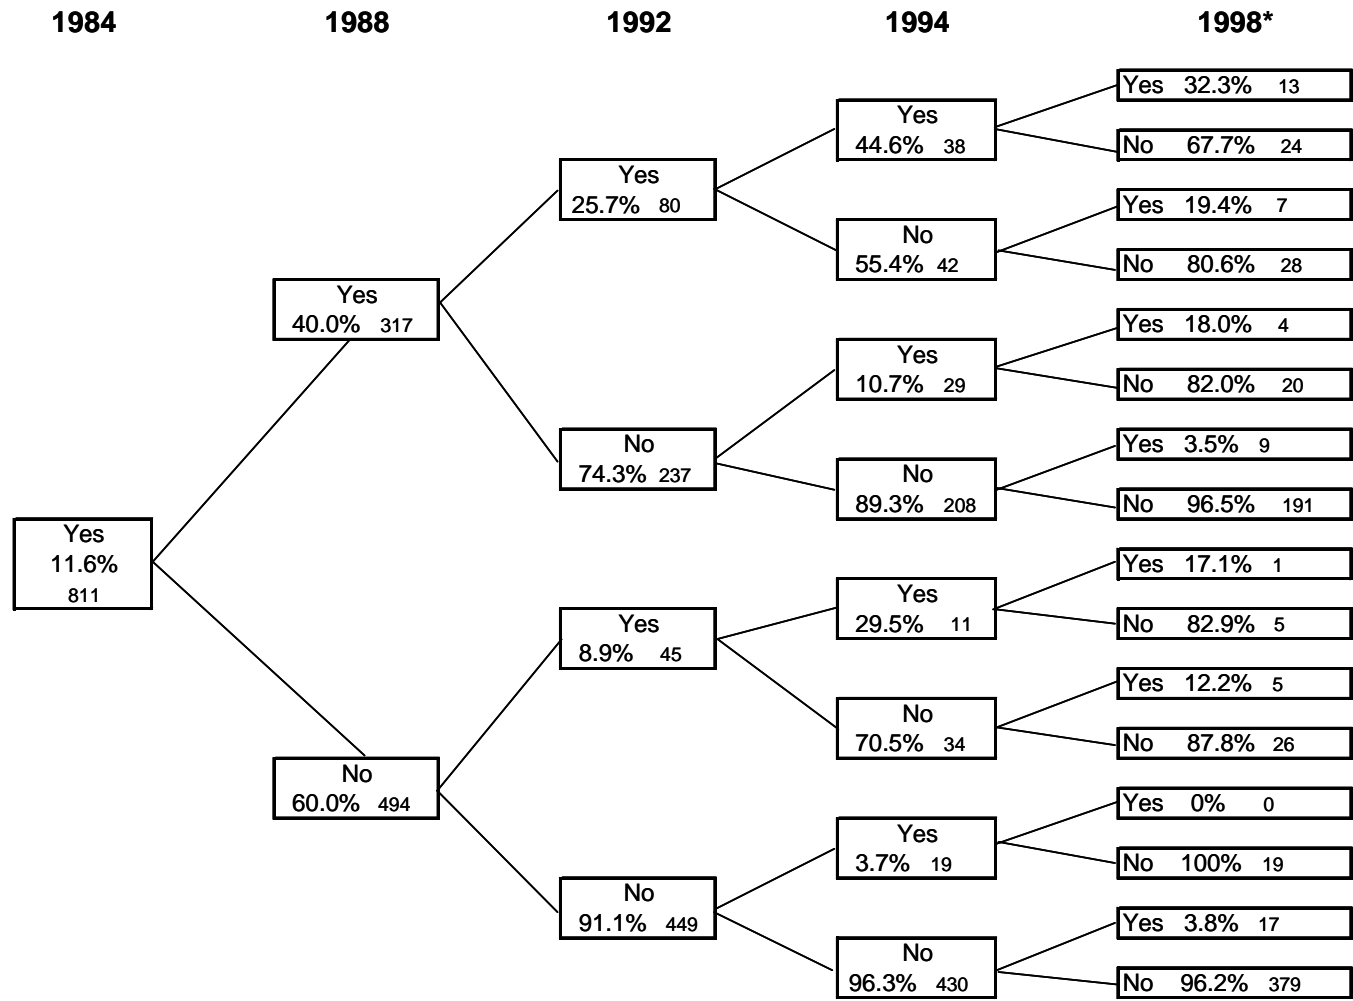 1984 1988 1992 1994 1998*
Yes 32.3% 13
Yes
44.6% 38
No 67.7% 24
Yes
25.7% 80
Yes 19.4% 7
No
55.4% 42
No 80.6% 28
Yes
40.0% 317
Yes 18.0% 4
Yes
10.7% 29
No 82.0% 20
No
74.3% 237
Yes 3.5% 9
No
89.3% 208
No 96.5% 191
Yes
11.6%
811
Yes 17.1% 1
Yes
29.5% 11
No 82.9% 5
Yes
8.9% 45
Yes 12.2% 5
No
70.5% 34
No 87.8% 26
No
60.0% 494
Yes 0% 0
Yes
3.7% 19
No 100% 19
No
91.1% 449
Yes 3.8% 17
No
96.3% 430
No 96.2% 379